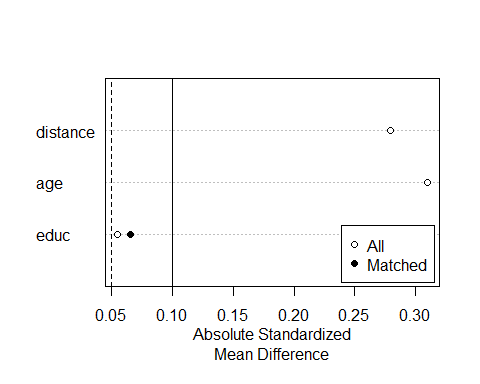 distance
age
educ
All
Matched
0.05 0.10 0.15 0.20 0.25 0.30
Absolute Standardized
Mean Difference